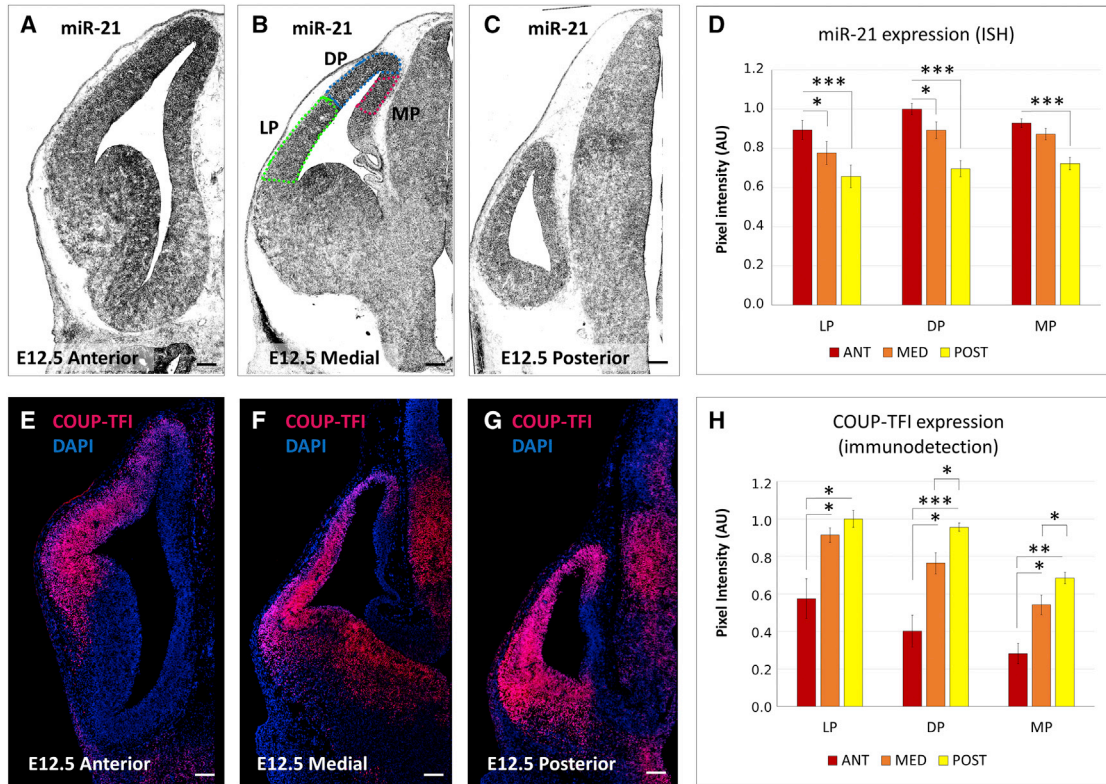 A
miR-21
E12.5 Anterior
B
miR-21
DP
LP
MP
E12.5 Medial
C
miR-21
E12.5 Posterior
D
miR-21 expression (ISH)
Pixel intensity (AU)
1.2
1.0
0.8
0.6
0.4
0.2
0.0
***
*
***
*
***
LP
DP
MP
ANT
MED
POST
E
COUP-TFI
DAPI
E12.5 Anterior
F
COUP-TFI
DAPI
E12.5 Medial
G
COUP-TFI
DAPI
E12.5 Posterior
H
COUP-TFI expression
(immunodetection)
Pixel Intensity (AU)
1.2
1.0
0.8
0.6
0.4
0.2
0.0
*
*
*
***
*
*
**
*
LP
DP
MP
ANT
MED
POST